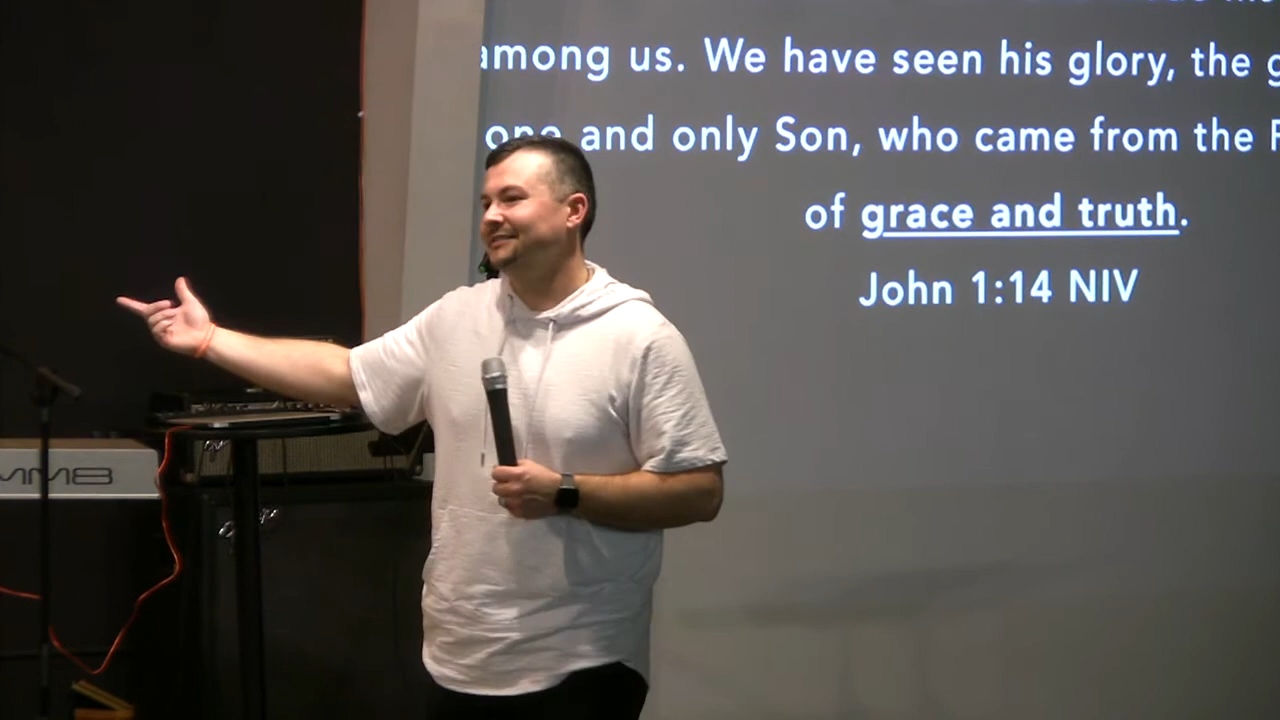 among us. We have seen his glory, the
one and only Son, who came from the
of grace and truth.
John 1:14 NIV
MM8